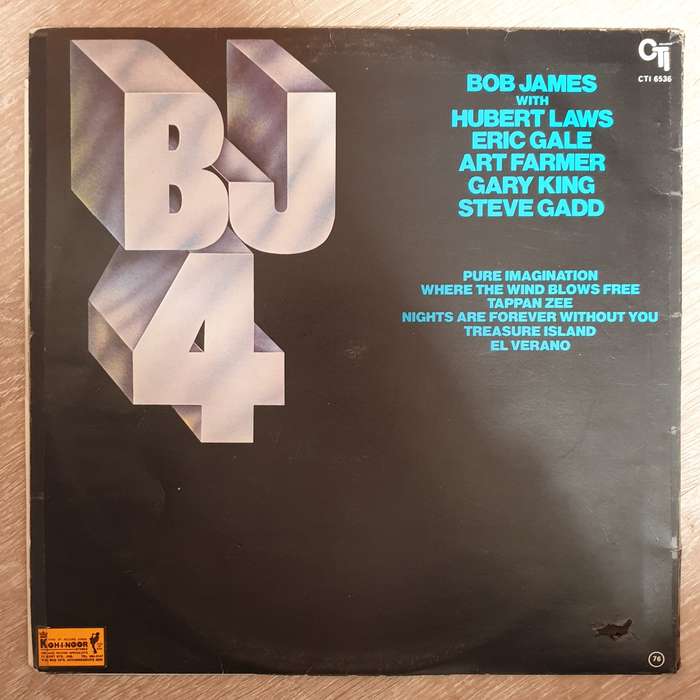 BJ
4
CTI
CTI 6536
BOB JAMES
WITH
HUBERT LAWS
ERIC GALE
ART FARMER
GARY KING
STEVE GADD
PURE IMAGINATION
WHERE THE WIND BLOWS FREE
TAPPAN ZEE
NIGHTS ARE FOREVER WITHOUT YOU
TREASURE ISLAND
EL VERANO
KOH-I-NOOR
76